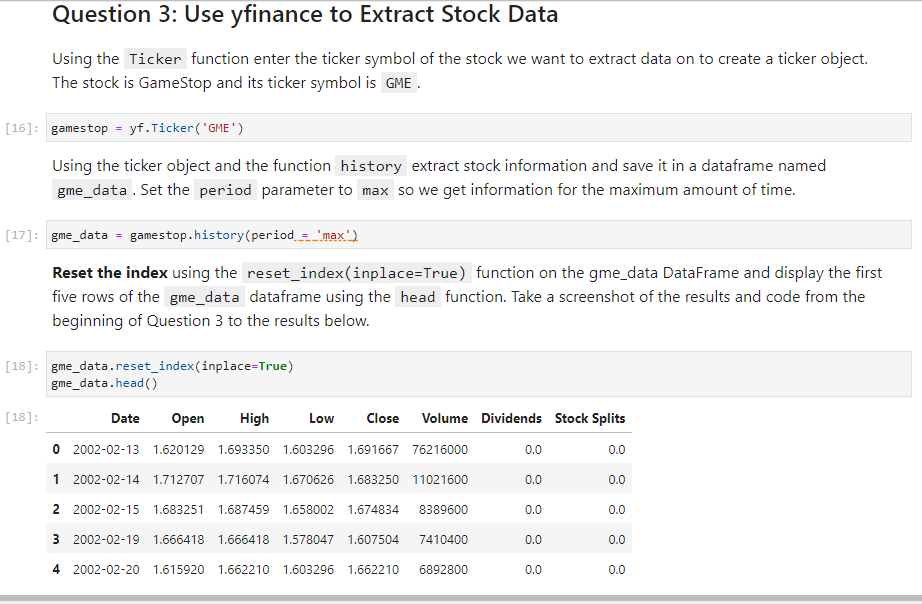 Question 3: Use yfinance to Extract Stock Data
Using the Ticker function enter the ticker symbol of the stock we want to extract data on to create a ticker object.
The stock is GameStop and its ticker symbol is GME .
[16]: gamestop = yf.Ticker('GME')
Using the ticker object and the function history extract stock information and save it in a dataframe named
gme_data . Set the period parameter to max so we get information for the maximum amount of time.
[17]: gme_data = gamestop.history(period = 'max')
Reset the index using the reset_index(inplace=True) function on the gme_data DataFrame and display the first
five rows of the gme_data dataframe using the head function. Take a screenshot of the results and code from the
beginning of Question 3 to the results below.
[18]: gme_data.reset_index(inplace=True)
gme_data.head()
[18]: Date Open High Low Close Volume Dividends Stock Splits
0 2002-02-13 1.620129 1.693350 1.603296 1.691667 76216000 0.0 0.0
1 2002-02-14 1.712707 1.716074 1.670626 1.683250 11021600 0.0 0.0
2 2002-02-15 1.683251 1.687459 1.658002 1.674834 8389600 0.0 0.0
3 2002-02-19 1.666418 1.666418 1.578047 1.607504 7410400 0.0 0.0
4 2002-02-20 1.615920 1.662210 1.603296 1.662210 6892800 0.0 0.0